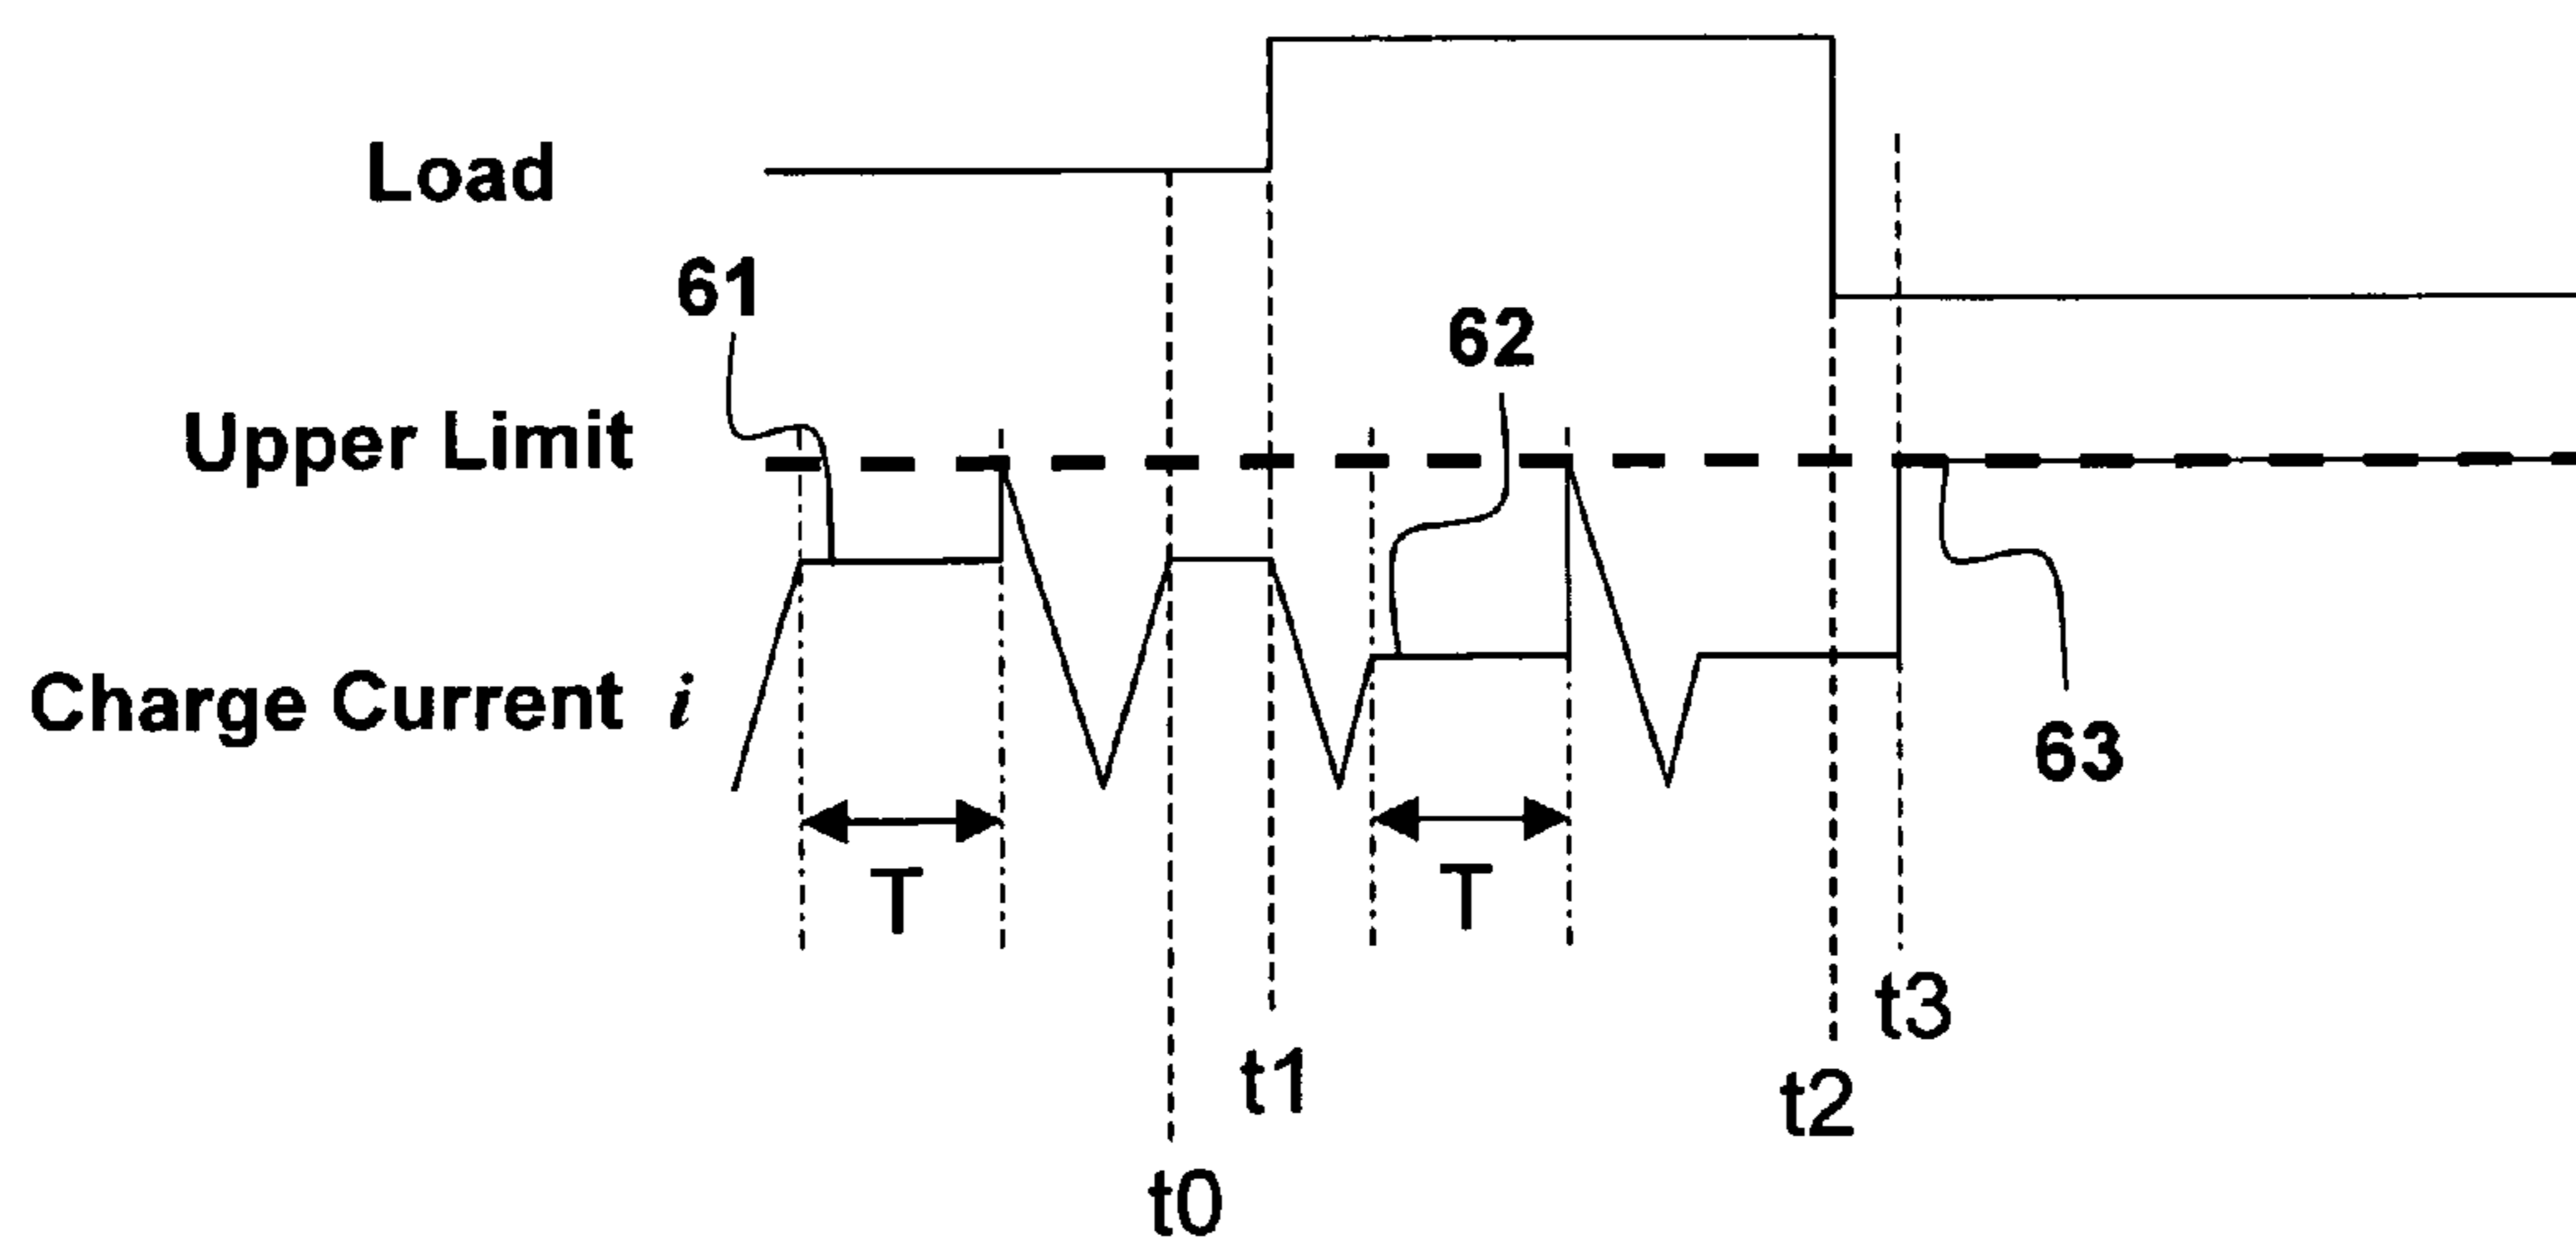 Load
61
62
Upper Limit
Charge Current i
63
T
T
t3
t1
t2
t0